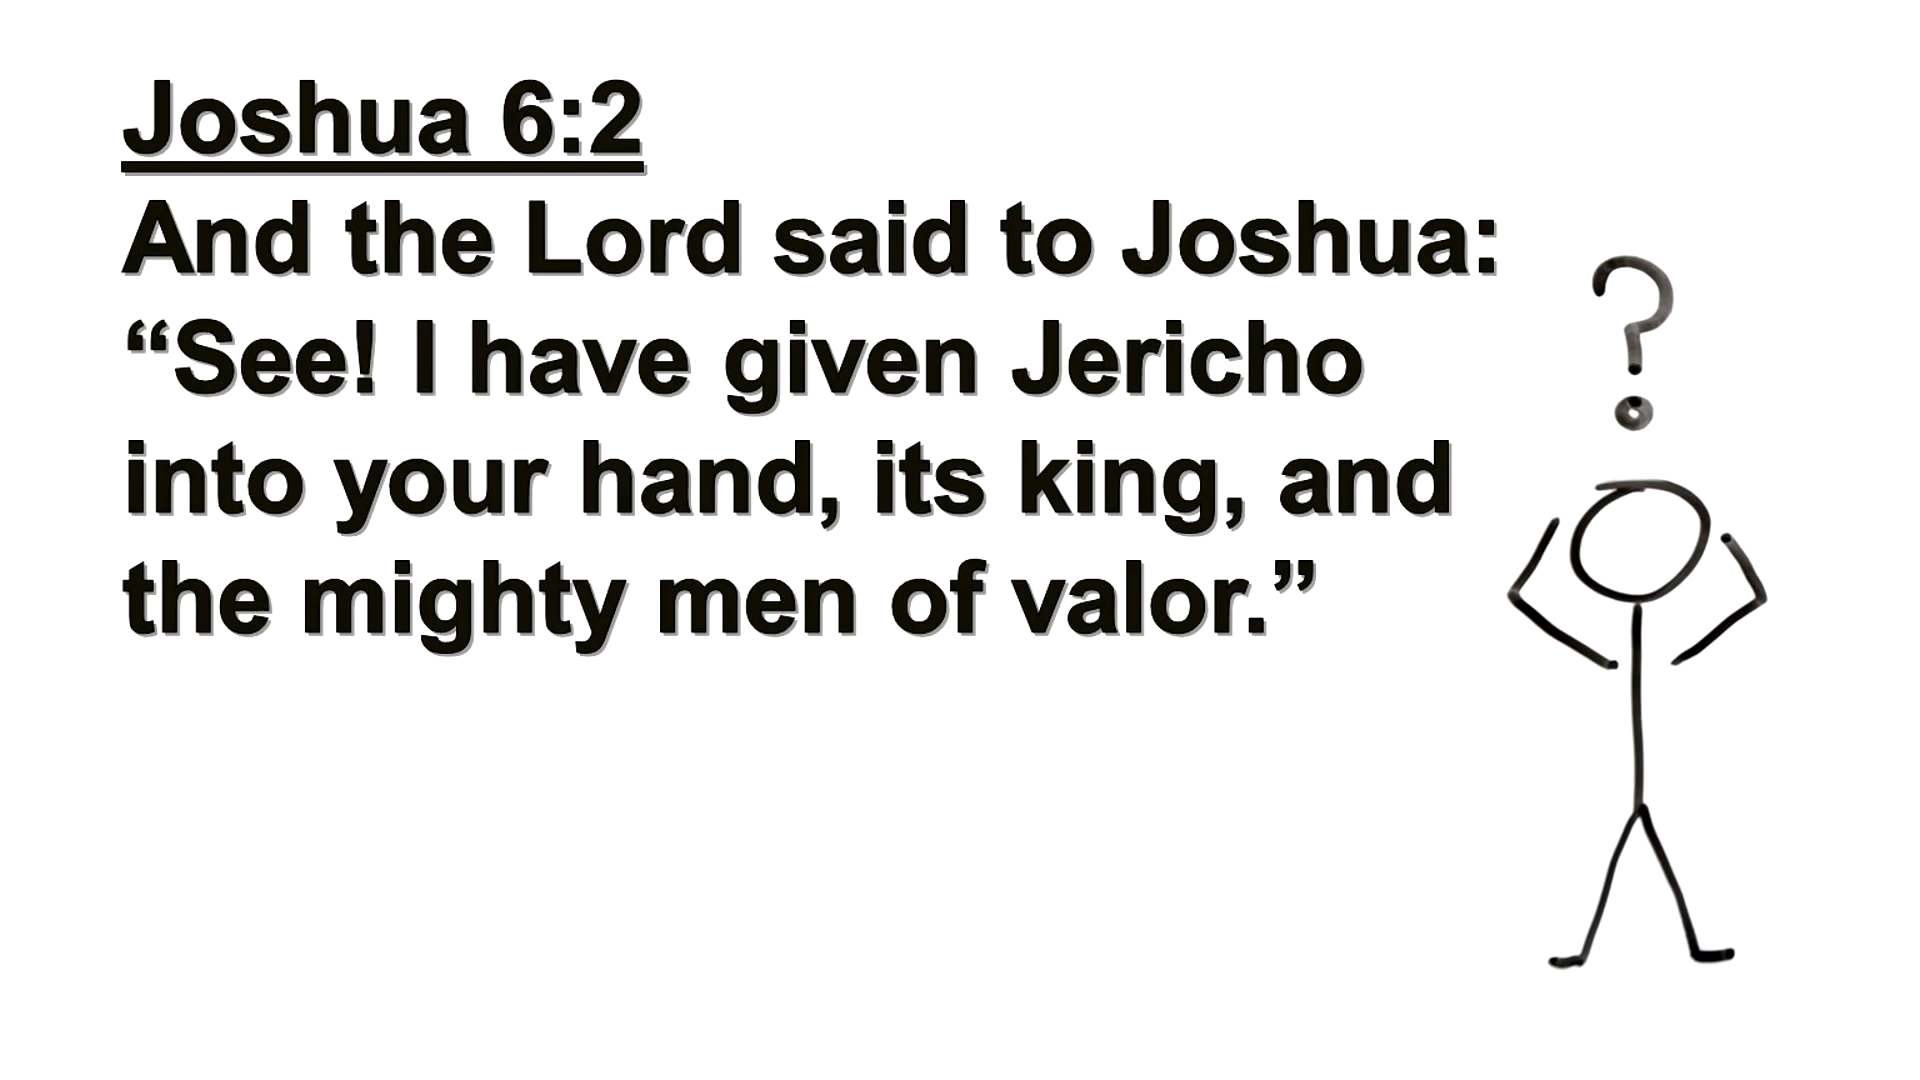 Joshua 6:2
And the Lord said to Joshua:
“See! I have given Jericho
into your hand, its king, and
the mighty men of valor.”
?